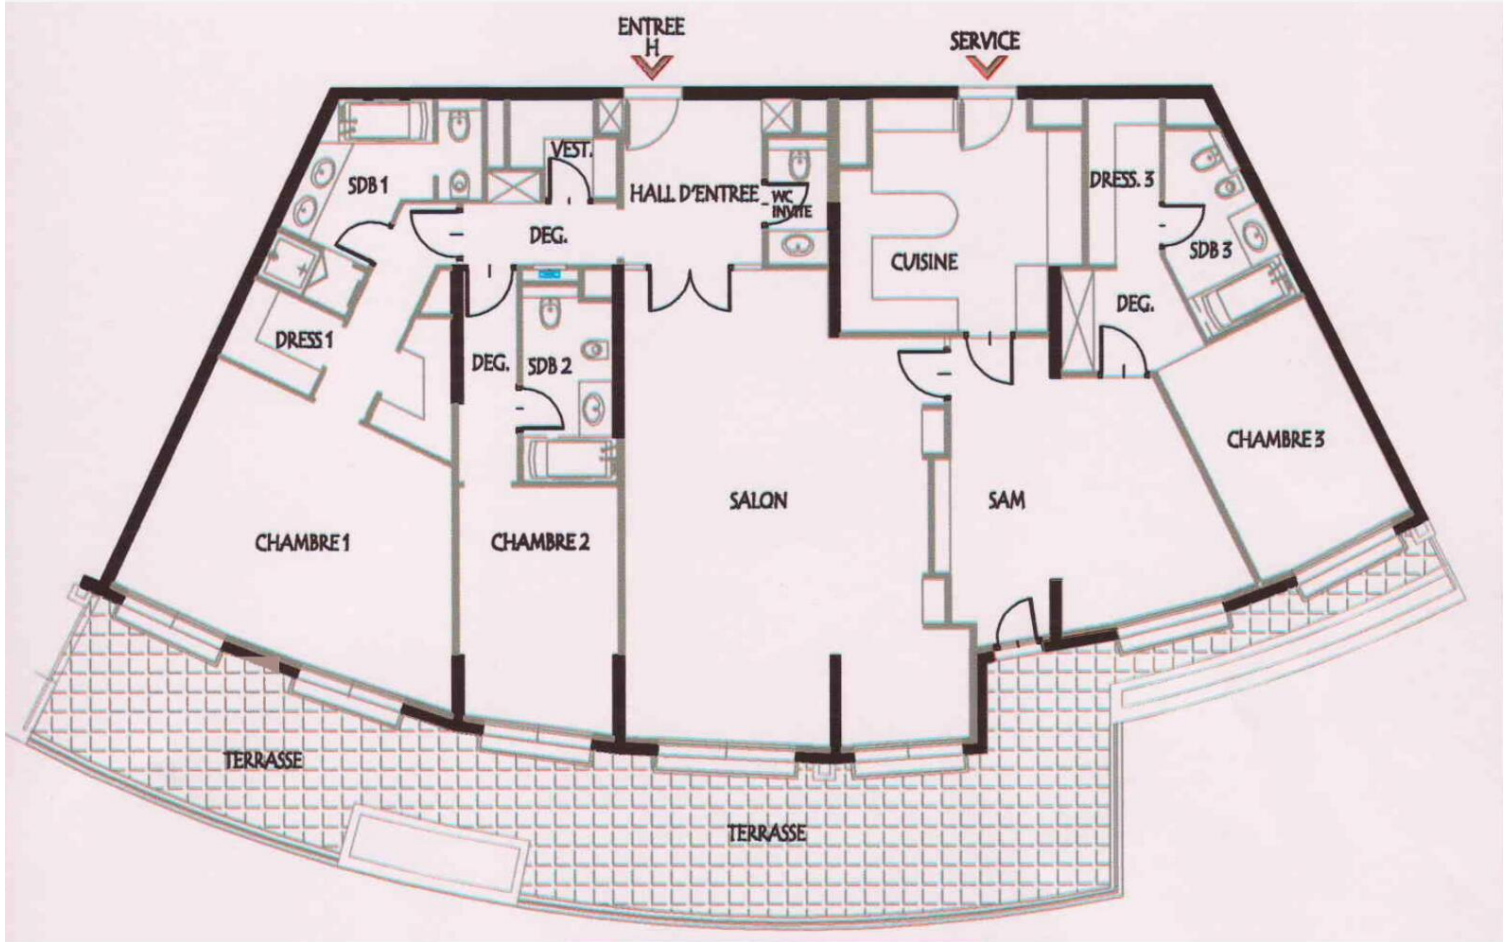 ENTREE
H
SERVICE
VEST.
SDB 1
HALL D'ENTREE
WC
INVITE
DRESS. 3
DEG.
CUISINE
SDB 3
DRESS 1
DEG.
SDB 2
DEG.
CHAMBRE 3
SALON
SAM
CHAMBRE 1
CHAMBRE 2
TERRASSE
TERRASSE